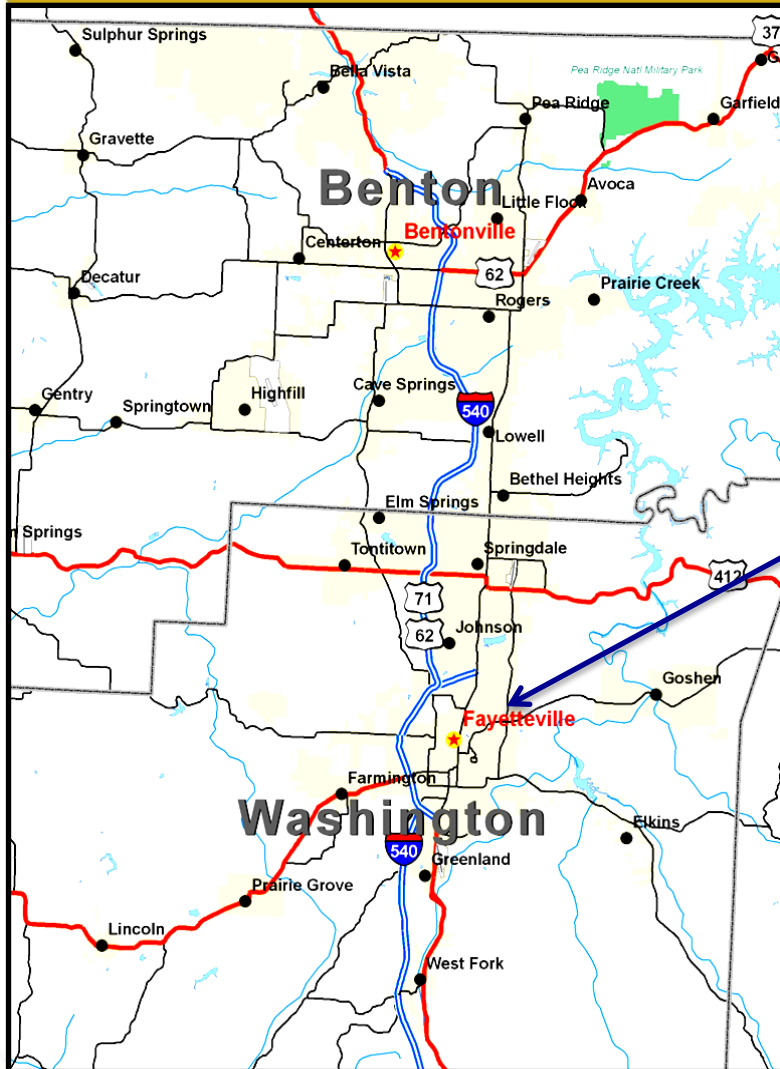 37
Sulphur Springs
G
Bella Vista
Pea Ridge Natl Military Park
Pea Ridge
Garfield
Gravette
Benton
Avoca
Little Flock
Bentonville
Centerton
62
Decatur
Prairie Creek
Rogers
Gentry
Highfill
Cave Springs
Springtown
540
Lowell
Bethel Heights
Elm Springs
n Springs
Tontitown
Springdale
412
71
62
Johnson
Goshen
Fayetteville
Farmington
Washington
Elkins
540
Greenland
Prairie Grove
Lincoln
West Fork